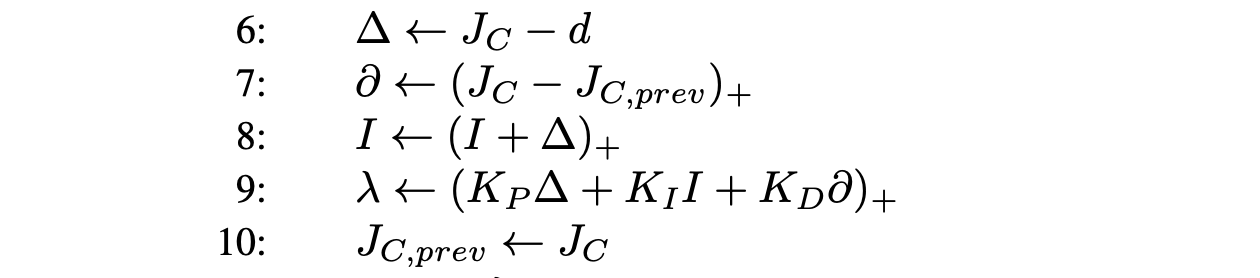 6: Δ ← J_C − d
7: ∂ ← (J_C − J_{C,prev})_+
8: I ← (I + Δ)_+
9: λ ← (K_P Δ + K_I I + K_D ∂)_+
10: J_{C,prev} ← J_C